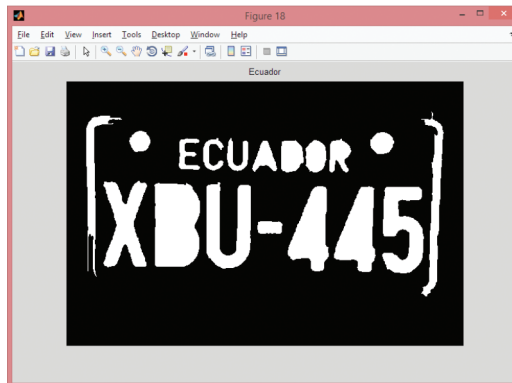 Figure 18
File Edit View Insert Tools Desktop Window Help
Ecuador
ECUADOR
XBU-445